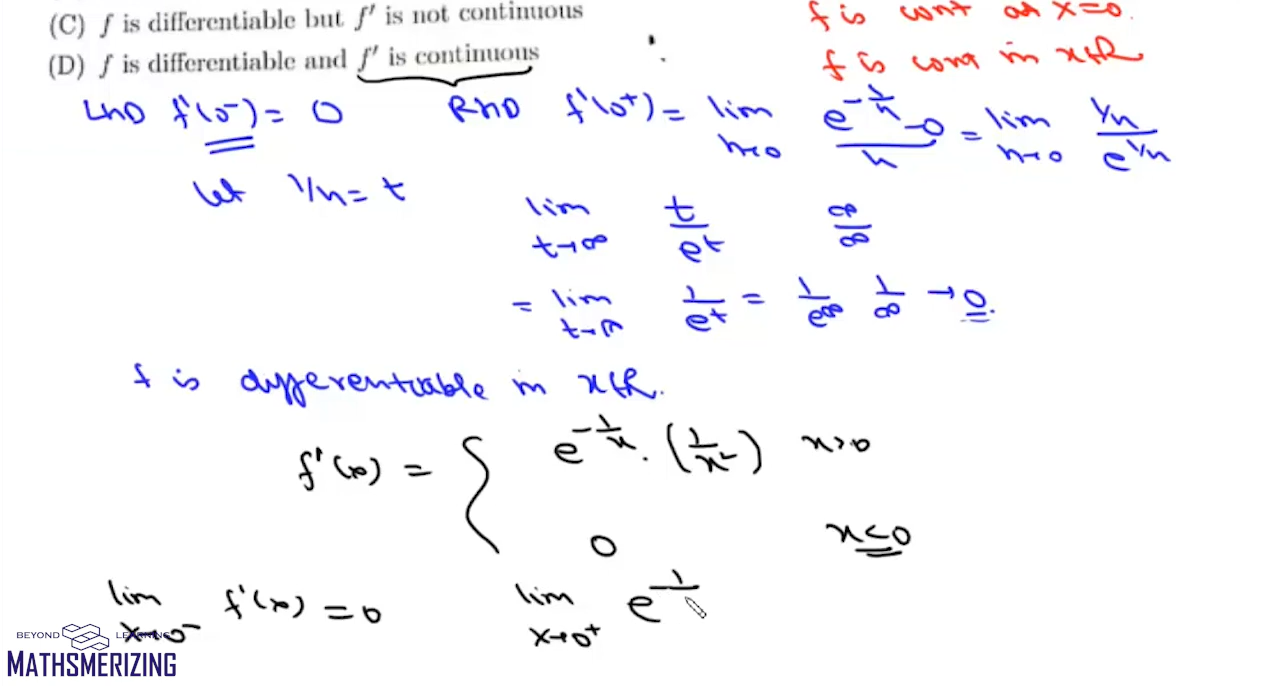 (C) f is differentiable but f′ is not continuous
f is cont at x=0.
(D) f is differentiable and f′ is continuous
f is cont in x∈R
LHD f'(0⁻) = 0 RHD f'(0⁺) = lim h→0 (e^(-1/h) - 0)/h = lim h→0 (1/h)/(e^(1/h))
let 1/h = t
lim t→∞ t/e^t ∞/∞
= lim t→∞ 1/e^t = 1/e^∞ 1/∞ → 0.
f is differentiable in x∈R.
f'(x) = { e^(-1/x) . (1/x²) x>0
0 x≤0
lim x→0⁻ f'(x) = 0 lim x→0⁺ e^(-1/
BEYOND LEARNING
MATHSMERIZING